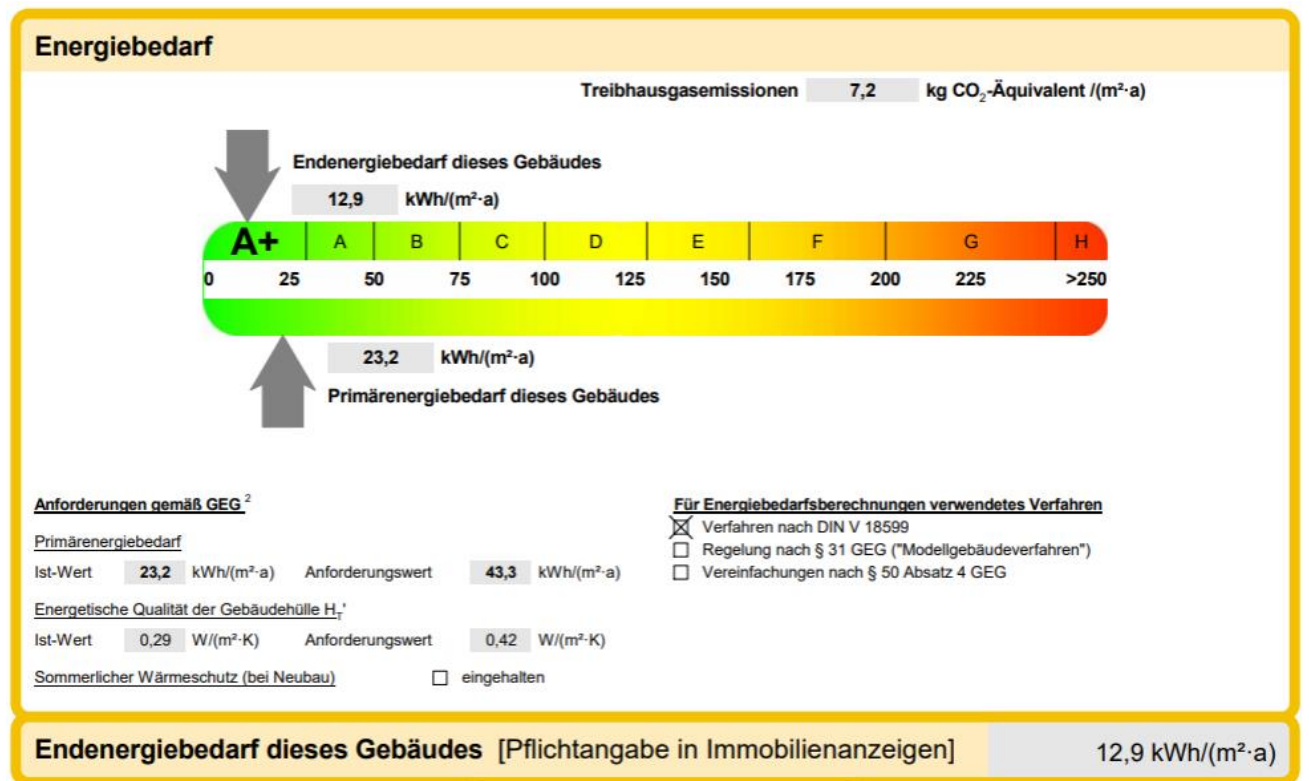 Energiebedarf
Treibhausgasemissionen 7,2 kg CO₂-Äquivalent /(m²·a)
Endenergiebedarf dieses Gebäudes
12,9 kWh/(m²·a)
A+ A B C D E F G H
0 25 50 75 100 125 150 175 200 225 >250
23,2 kWh/(m²·a)
Primärenergiebedarf dieses Gebäudes
Anforderungen gemäß GEG ²
Primärenergiebedarf
Ist-Wert 23,2 kWh/(m²·a) Anforderungswert 43,3 kWh/(m²·a)
Energetische Qualität der Gebäudehülle H_T'
Ist-Wert 0,29 W/(m²·K) Anforderungswert 0,42 W/(m²·K)
Sommerlicher Wärmeschutz (bei Neubau) ☐ eingehalten
Für Energiebedarfsberechnungen verwendetes Verfahren
☒ Verfahren nach DIN V 18599
☐ Regelung nach § 31 GEG ("Modellgebäudeverfahren")
☐ Vereinfachungen nach § 50 Absatz 4 GEG
Endenergiebedarf dieses Gebäudes [Pflichtangabe in Immobilienanzeigen] 12,9 kWh/(m²·a)